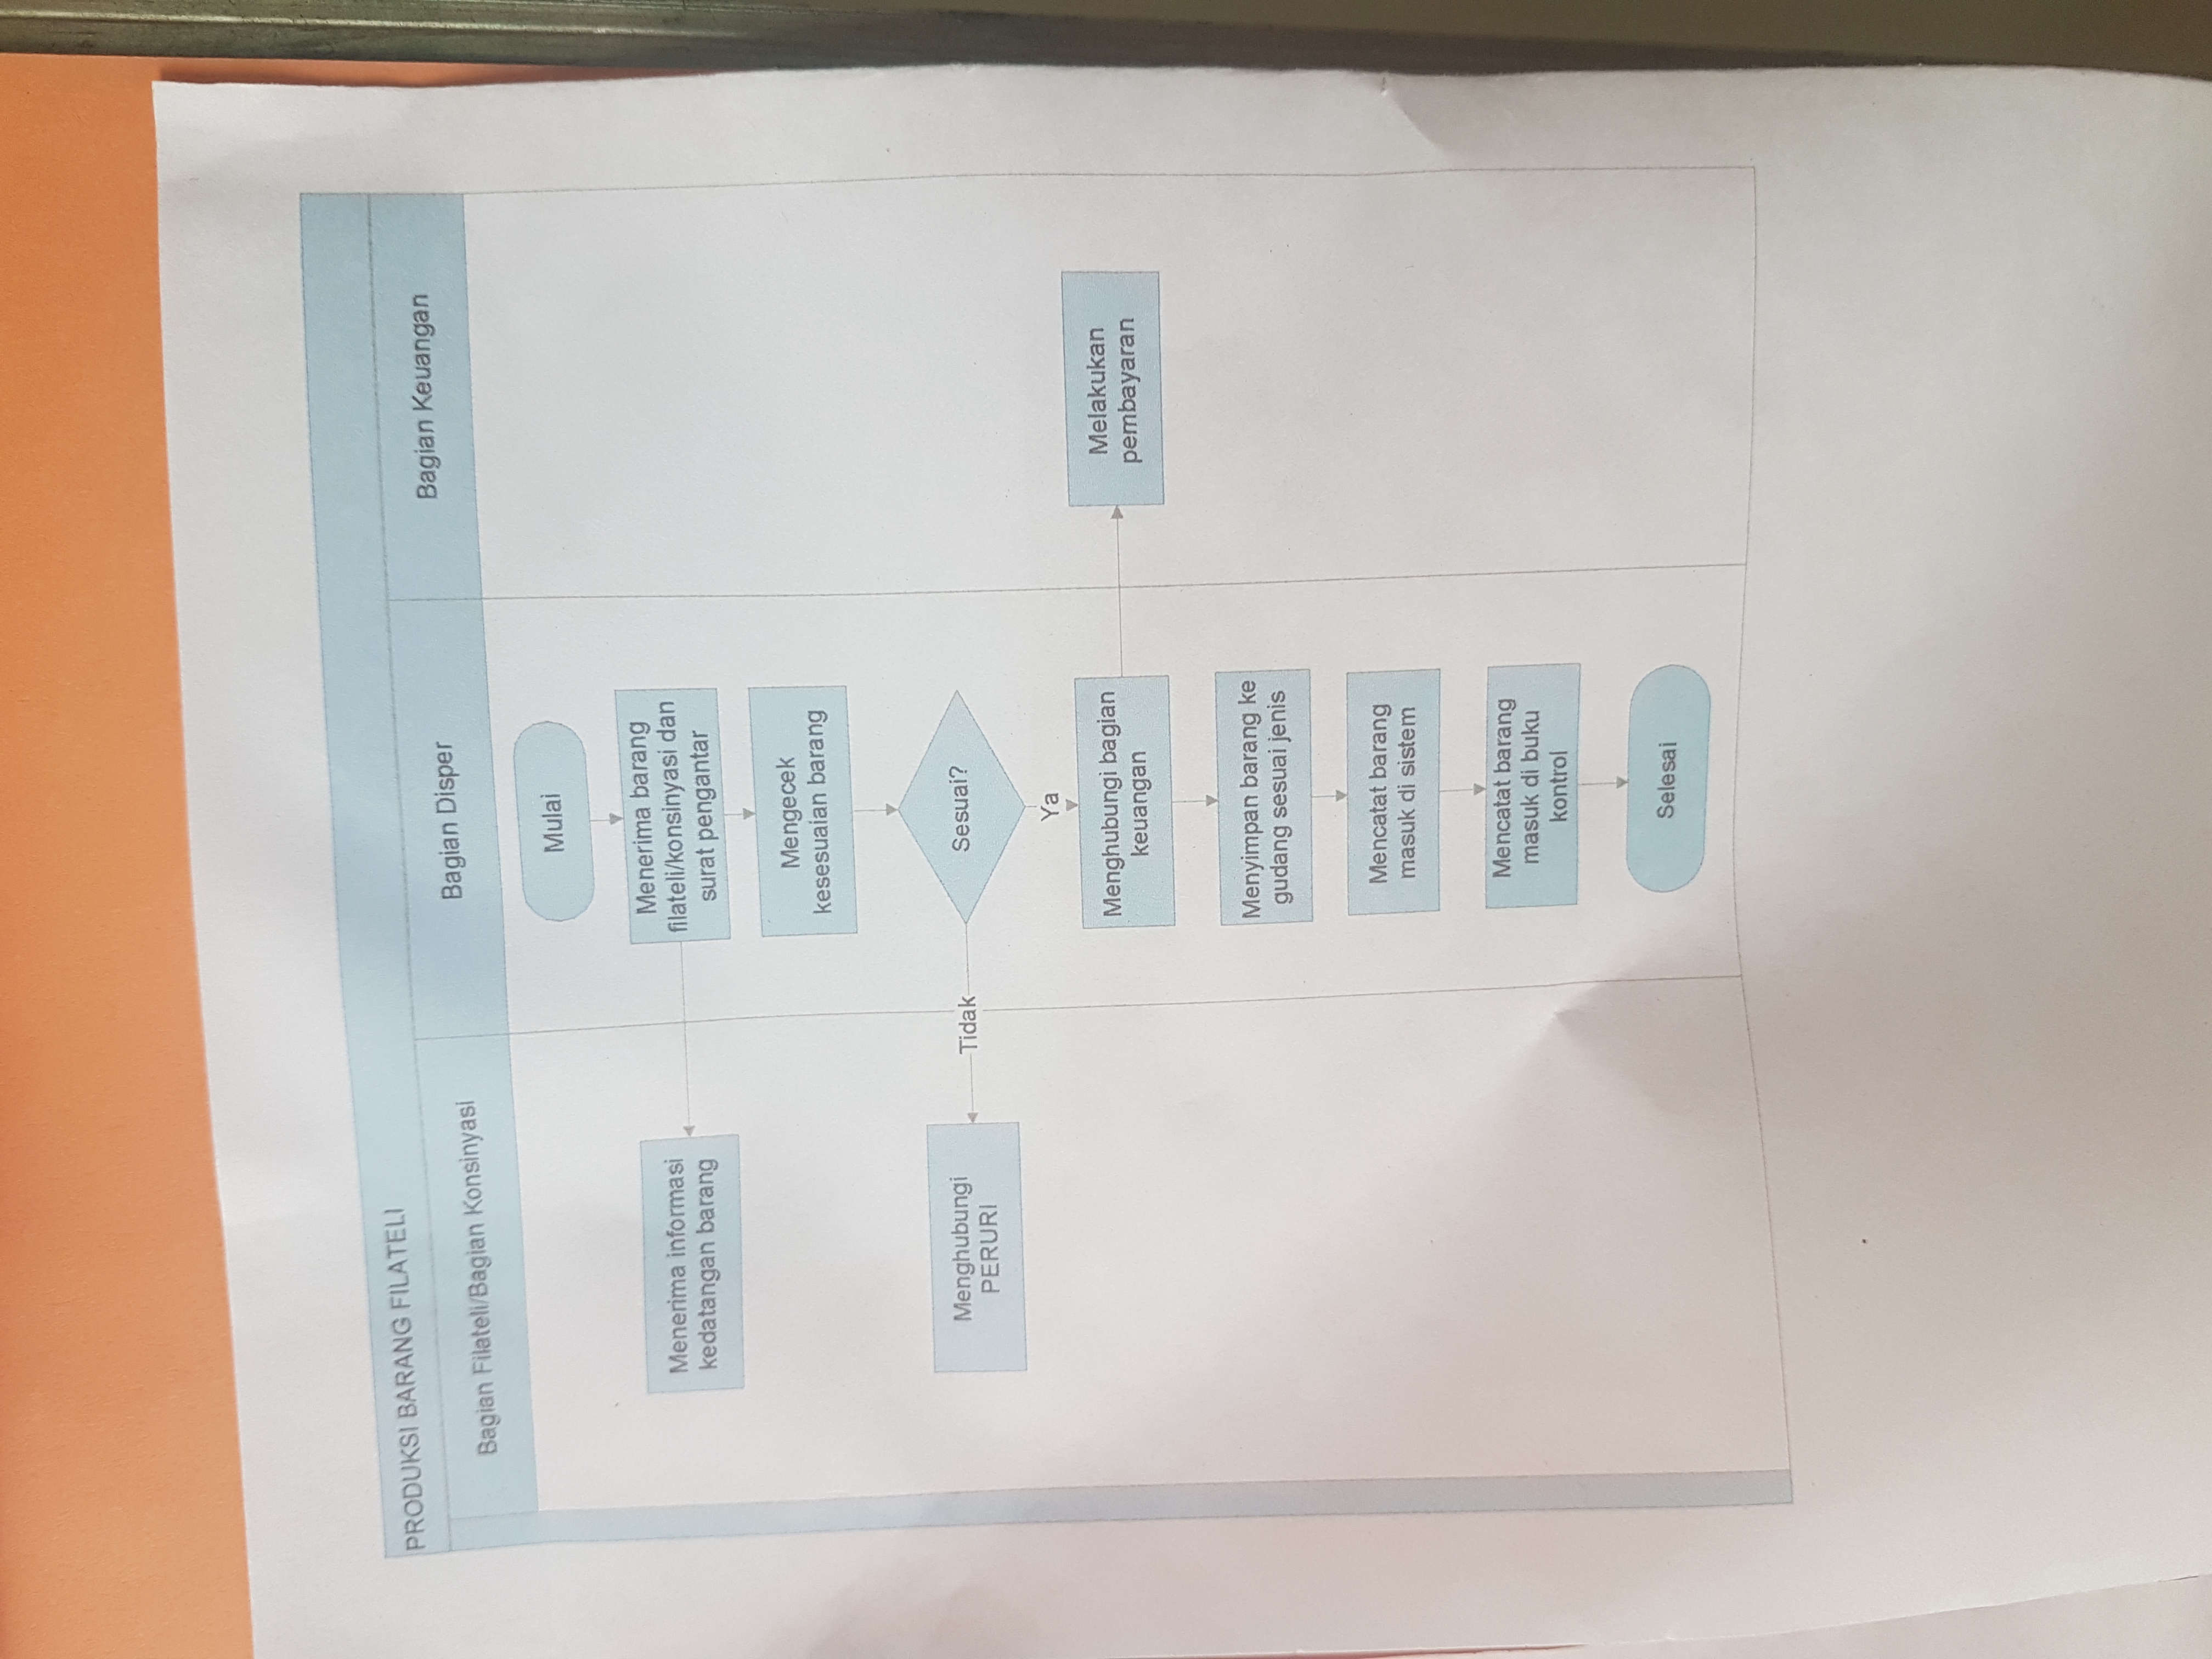 PRODUKSI BARANG FILATELI
Bagian Filateli/Bagian Konsinyasi
Bagian Disper
Bagian Keuangan
Mulai
Menerima barang
filateli/konsinyasi dan
surat pengantar
Menerima informasi
kedatangan barang
Mengecek
kesesuaian barang
Sesuai?
Tidak
Menghubungi
PERURI
Ya
Menghubungi bagian
keuangan
Melakukan
pembayaran
Menyimpan barang ke
gudang sesuai jenis
Mencatat barang
masuk di sistem
Mencatat barang
masuk di buku
kontrol
Selesai